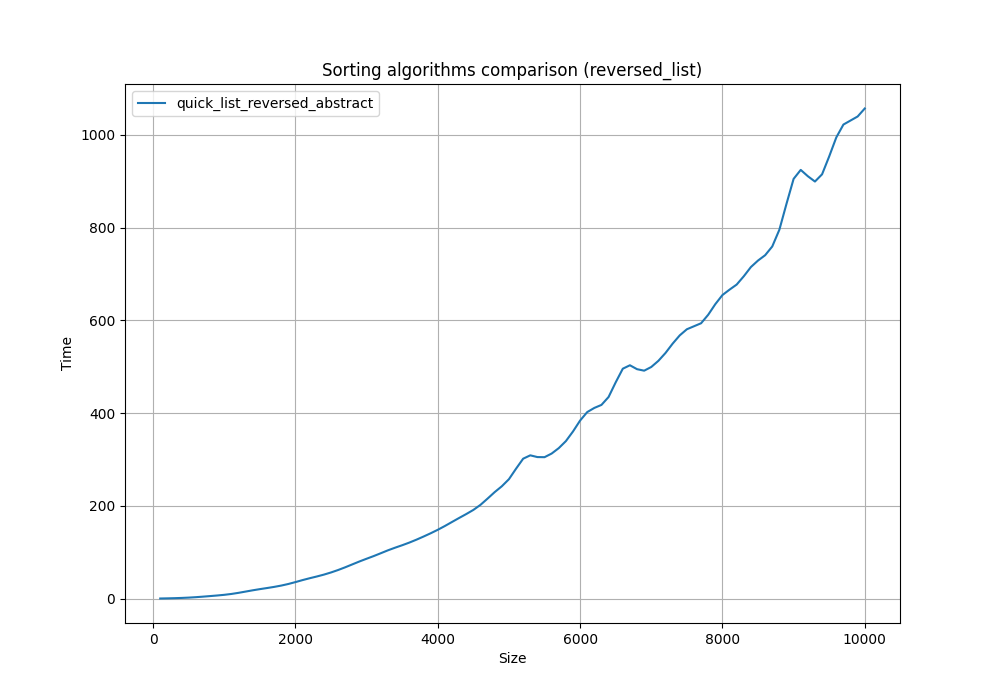 Sorting algorithms comparison (reversed_list)
quick_list_reversed_abstract
1000
800
600
400
200
0
Time
0 2000 4000 6000 8000 10000
Size